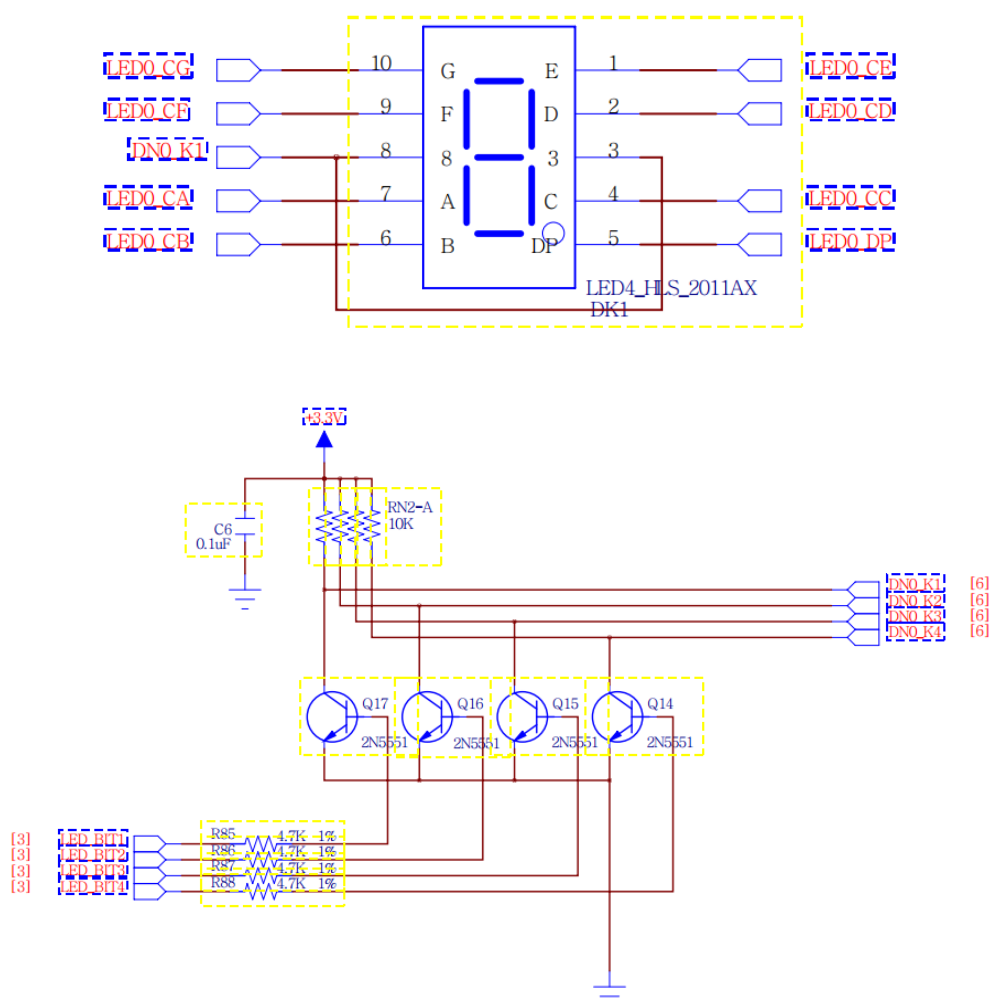 LED0_CG 10 G E 1 LED0_CE
LED0_CF 9 F D 2 LED0_CD
DN0_K1 8 8 3 3
LED0_CA 7 A C 4 LED0_CC
LED0_CB 6 B DP 5 LED0_DP
LED4_HLS_2011AX
DK1
+3.3V
RN2-A
10K
C6
0.1uF
DN0_K1 [6]
DN0_K2 [6]
DN0_K3 [6]
DN0_K4 [6]
Q17 Q16 Q15 Q14
2N5551 2N5551 2N5551 2N5551
[3] LED_BIT1 R85 4.7K 1%
[3] LED_BIT2 R86 4.7K 1%
[3] LED_BIT3 R87 4.7K 1%
[3] LED_BIT4 R88 4.7K 1%